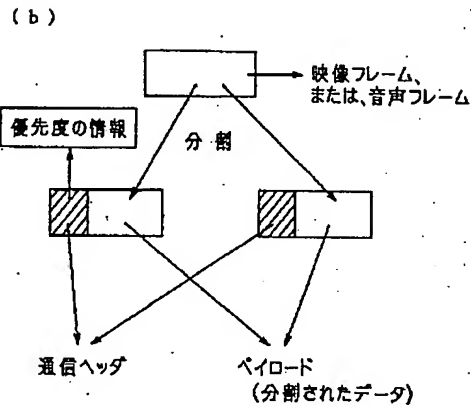 (b)
映像フレーム、
または、音声フレーム
優先度の情報
分割
通信ヘッダ
ペイロード
(分割されたデータ)